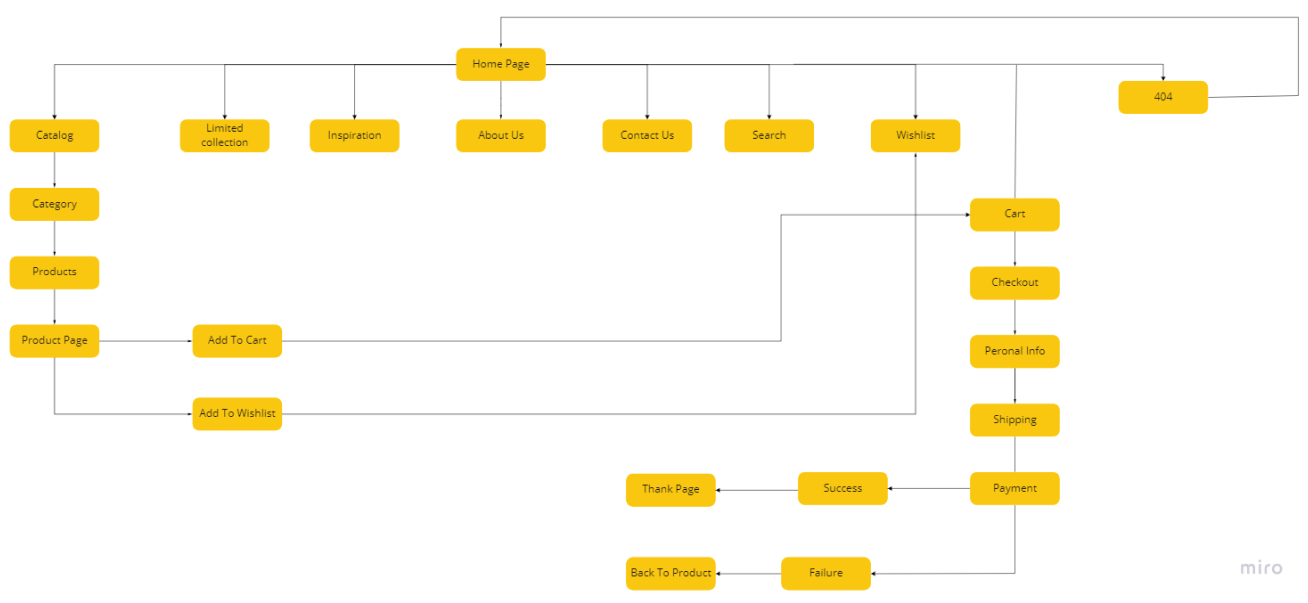 Home Page
404
Catalog
Limited
collection
Inspiration
About Us
Contact Us
Search
Wishlist
Category
Cart
Products
Checkout
Product Page
Add To Cart
Peronal Info
Add To Wishlist
Shipping
Thank Page
Success
Payment
Back To Product
Failure
miro